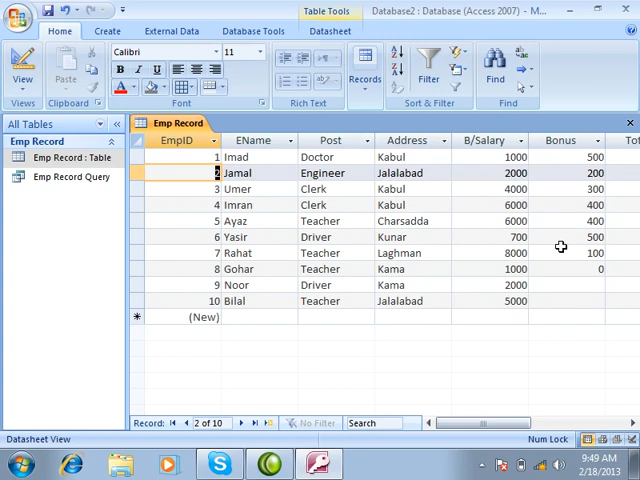 Table Tools
Database2 : Database (Access 2007) - M...
Home
Create
External Data
Database Tools
Datasheet
View
Views
Paste
Clipboard
Calibri
11
B I U
A
Rich Text
Records
Filter
Sort & Filter
Find
Find
All Tables
Emp Record
Emp Record : Table
Emp Record Query
Emp Record
EmpID EName Post Address B/Salary Bonus Tot
1 Imad Doctor Kabul 1000 500
2 Jamal Engineer Jalalabad 2000 200
3 Umer Clerk Kabul 4000 300
4 Imran Clerk Kabul 6000 400
5 Ayaz Teacher Charsadda 6000 400
6 Yasir Driver Kunar 700 500
7 Rahat Teacher Laghman 8000 100
8 Gohar Teacher Kama 1000 0
9 Noor Driver Kama 2000
10 Bilal Teacher Jalalabad 5000
* (New)
Record: 2 of 10 No Filter Search
Datasheet View
Num Lock
9:49 AM
2/18/2013